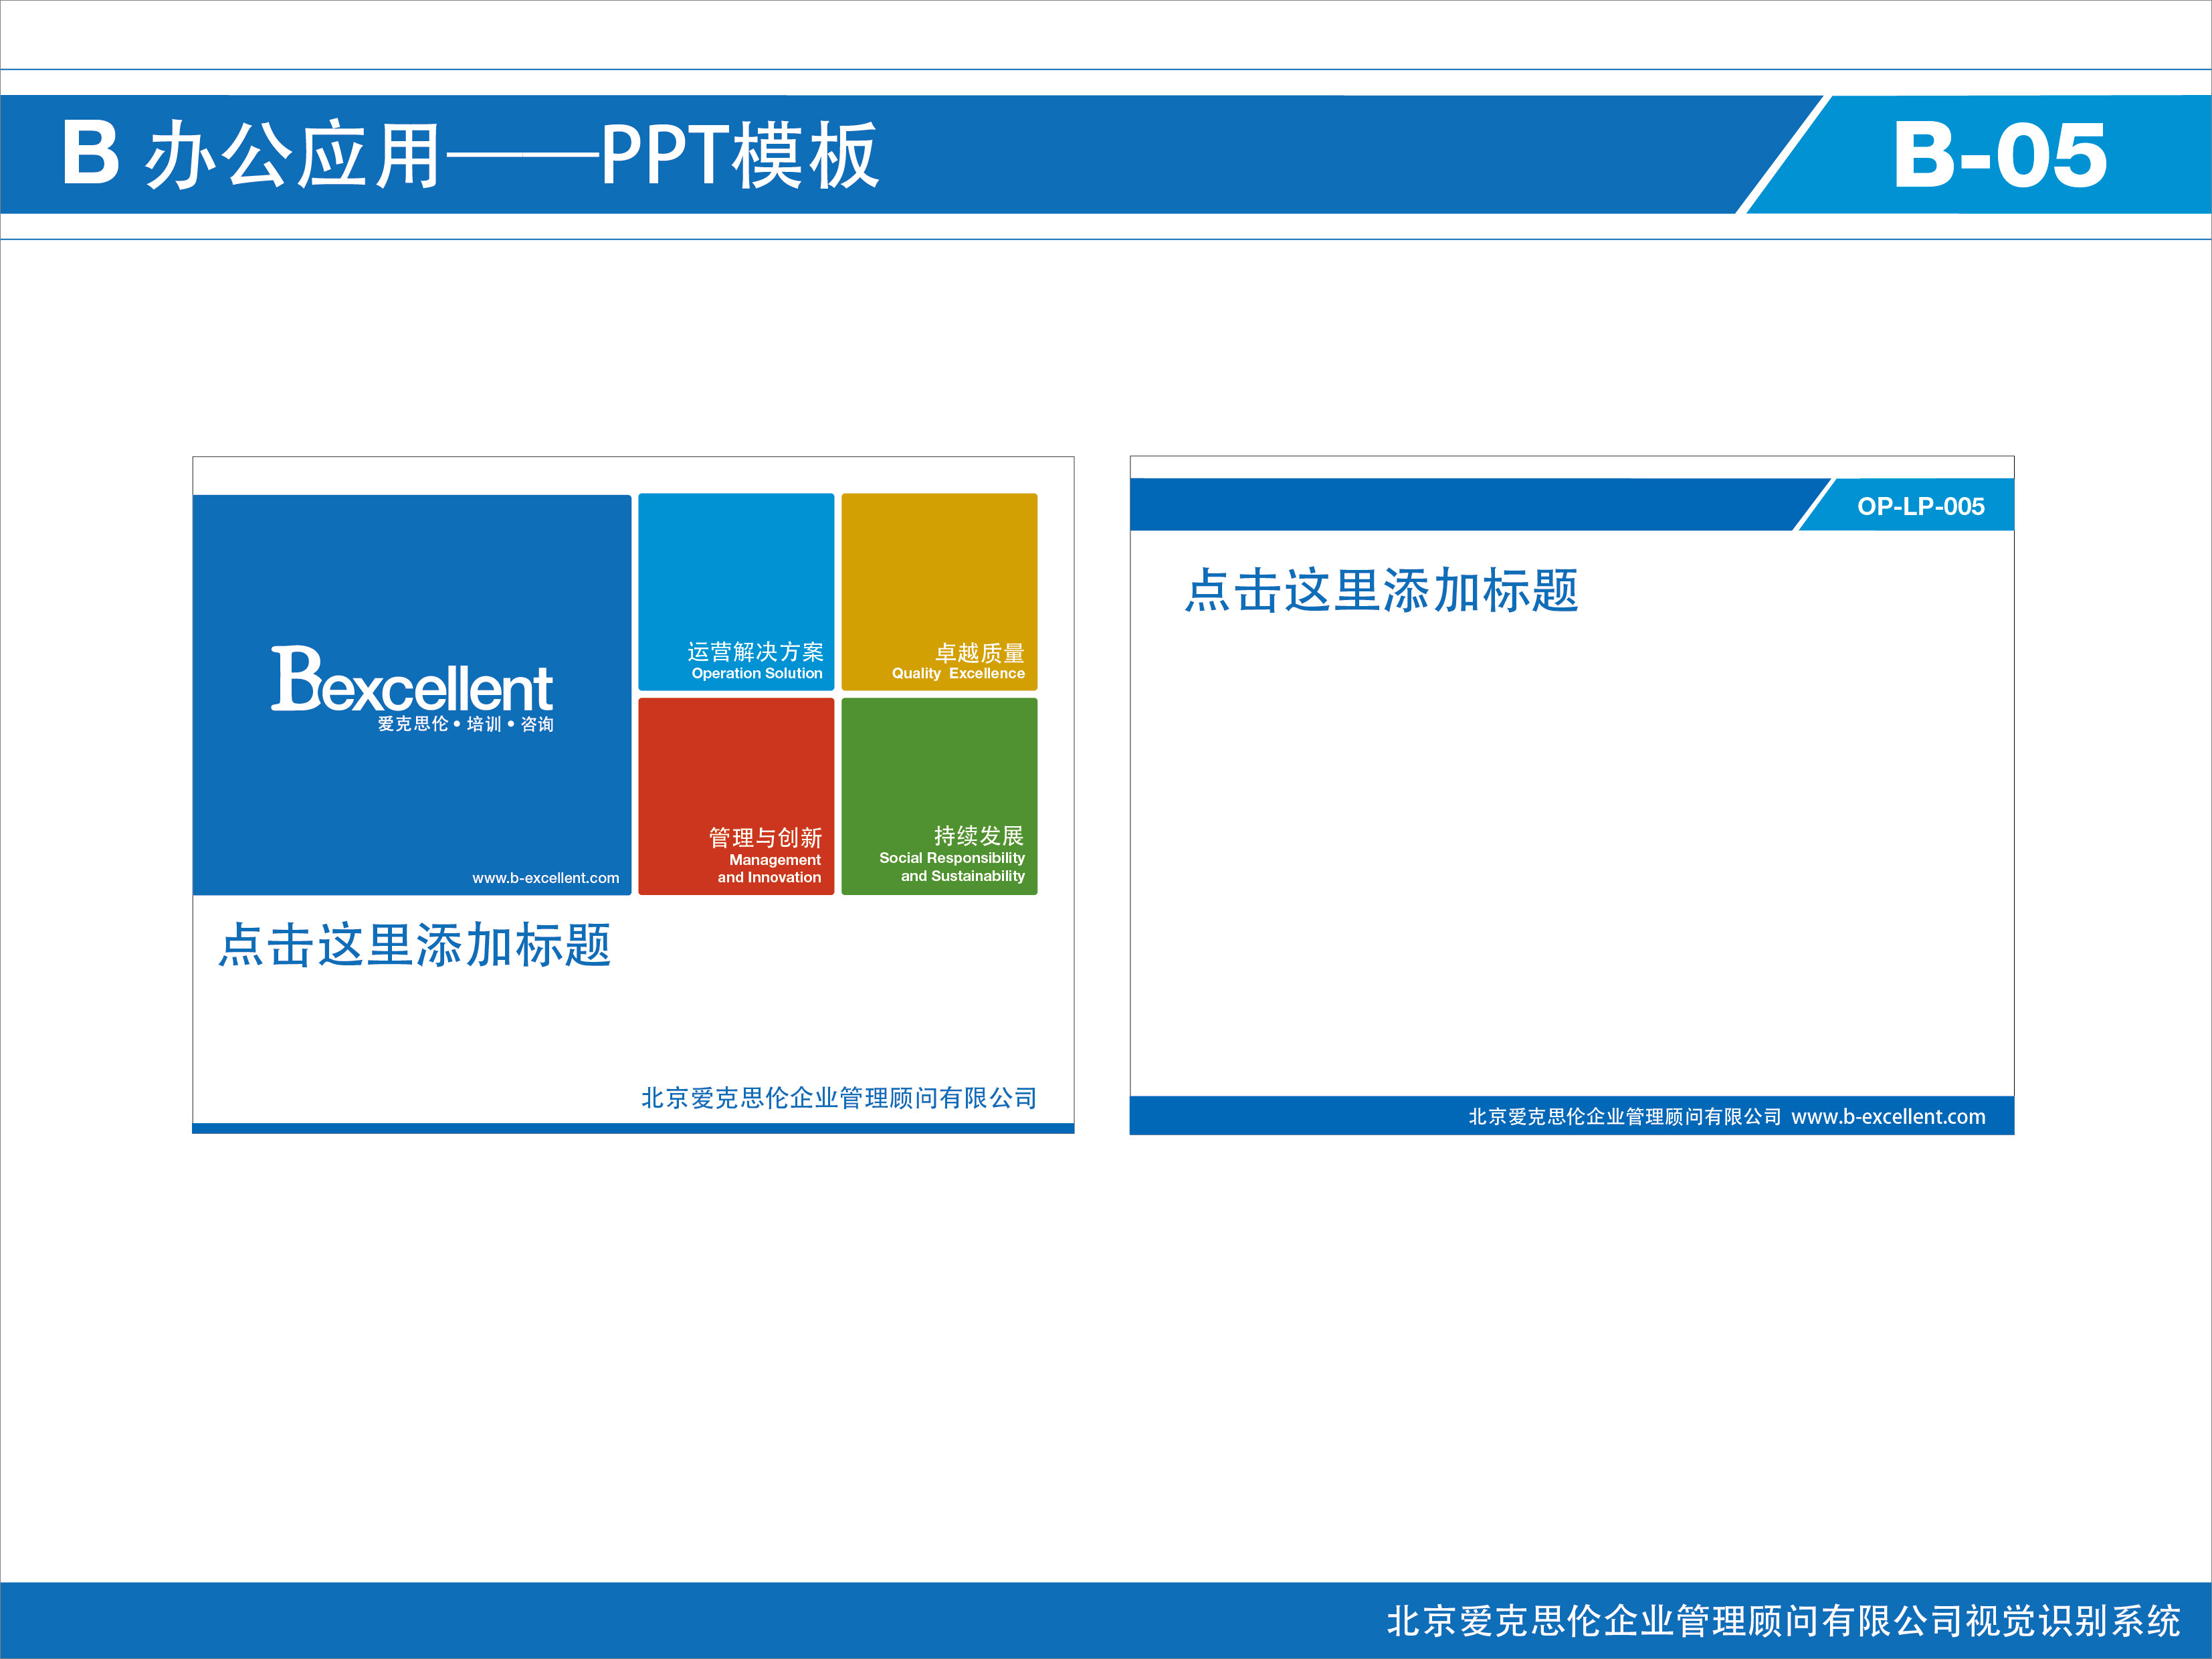 B 办公应用——PPT模板
B-05
Bexcellent
爱克思伦•培训•咨询
www.b-excellent.com
运营解决方案
Operation Solution
卓越质量
Quality Excellence
管理与创新
Management
and Innovation
持续发展
Social Responsibility
and Sustainability
点击这里添加标题
北京爱克思伦企业管理顾问有限公司
OP-LP-005
点击这里添加标题
北京爱克思伦企业管理顾问有限公司 www.b-excellent.com
北京爱克思伦企业管理顾问有限公司视觉识别系统